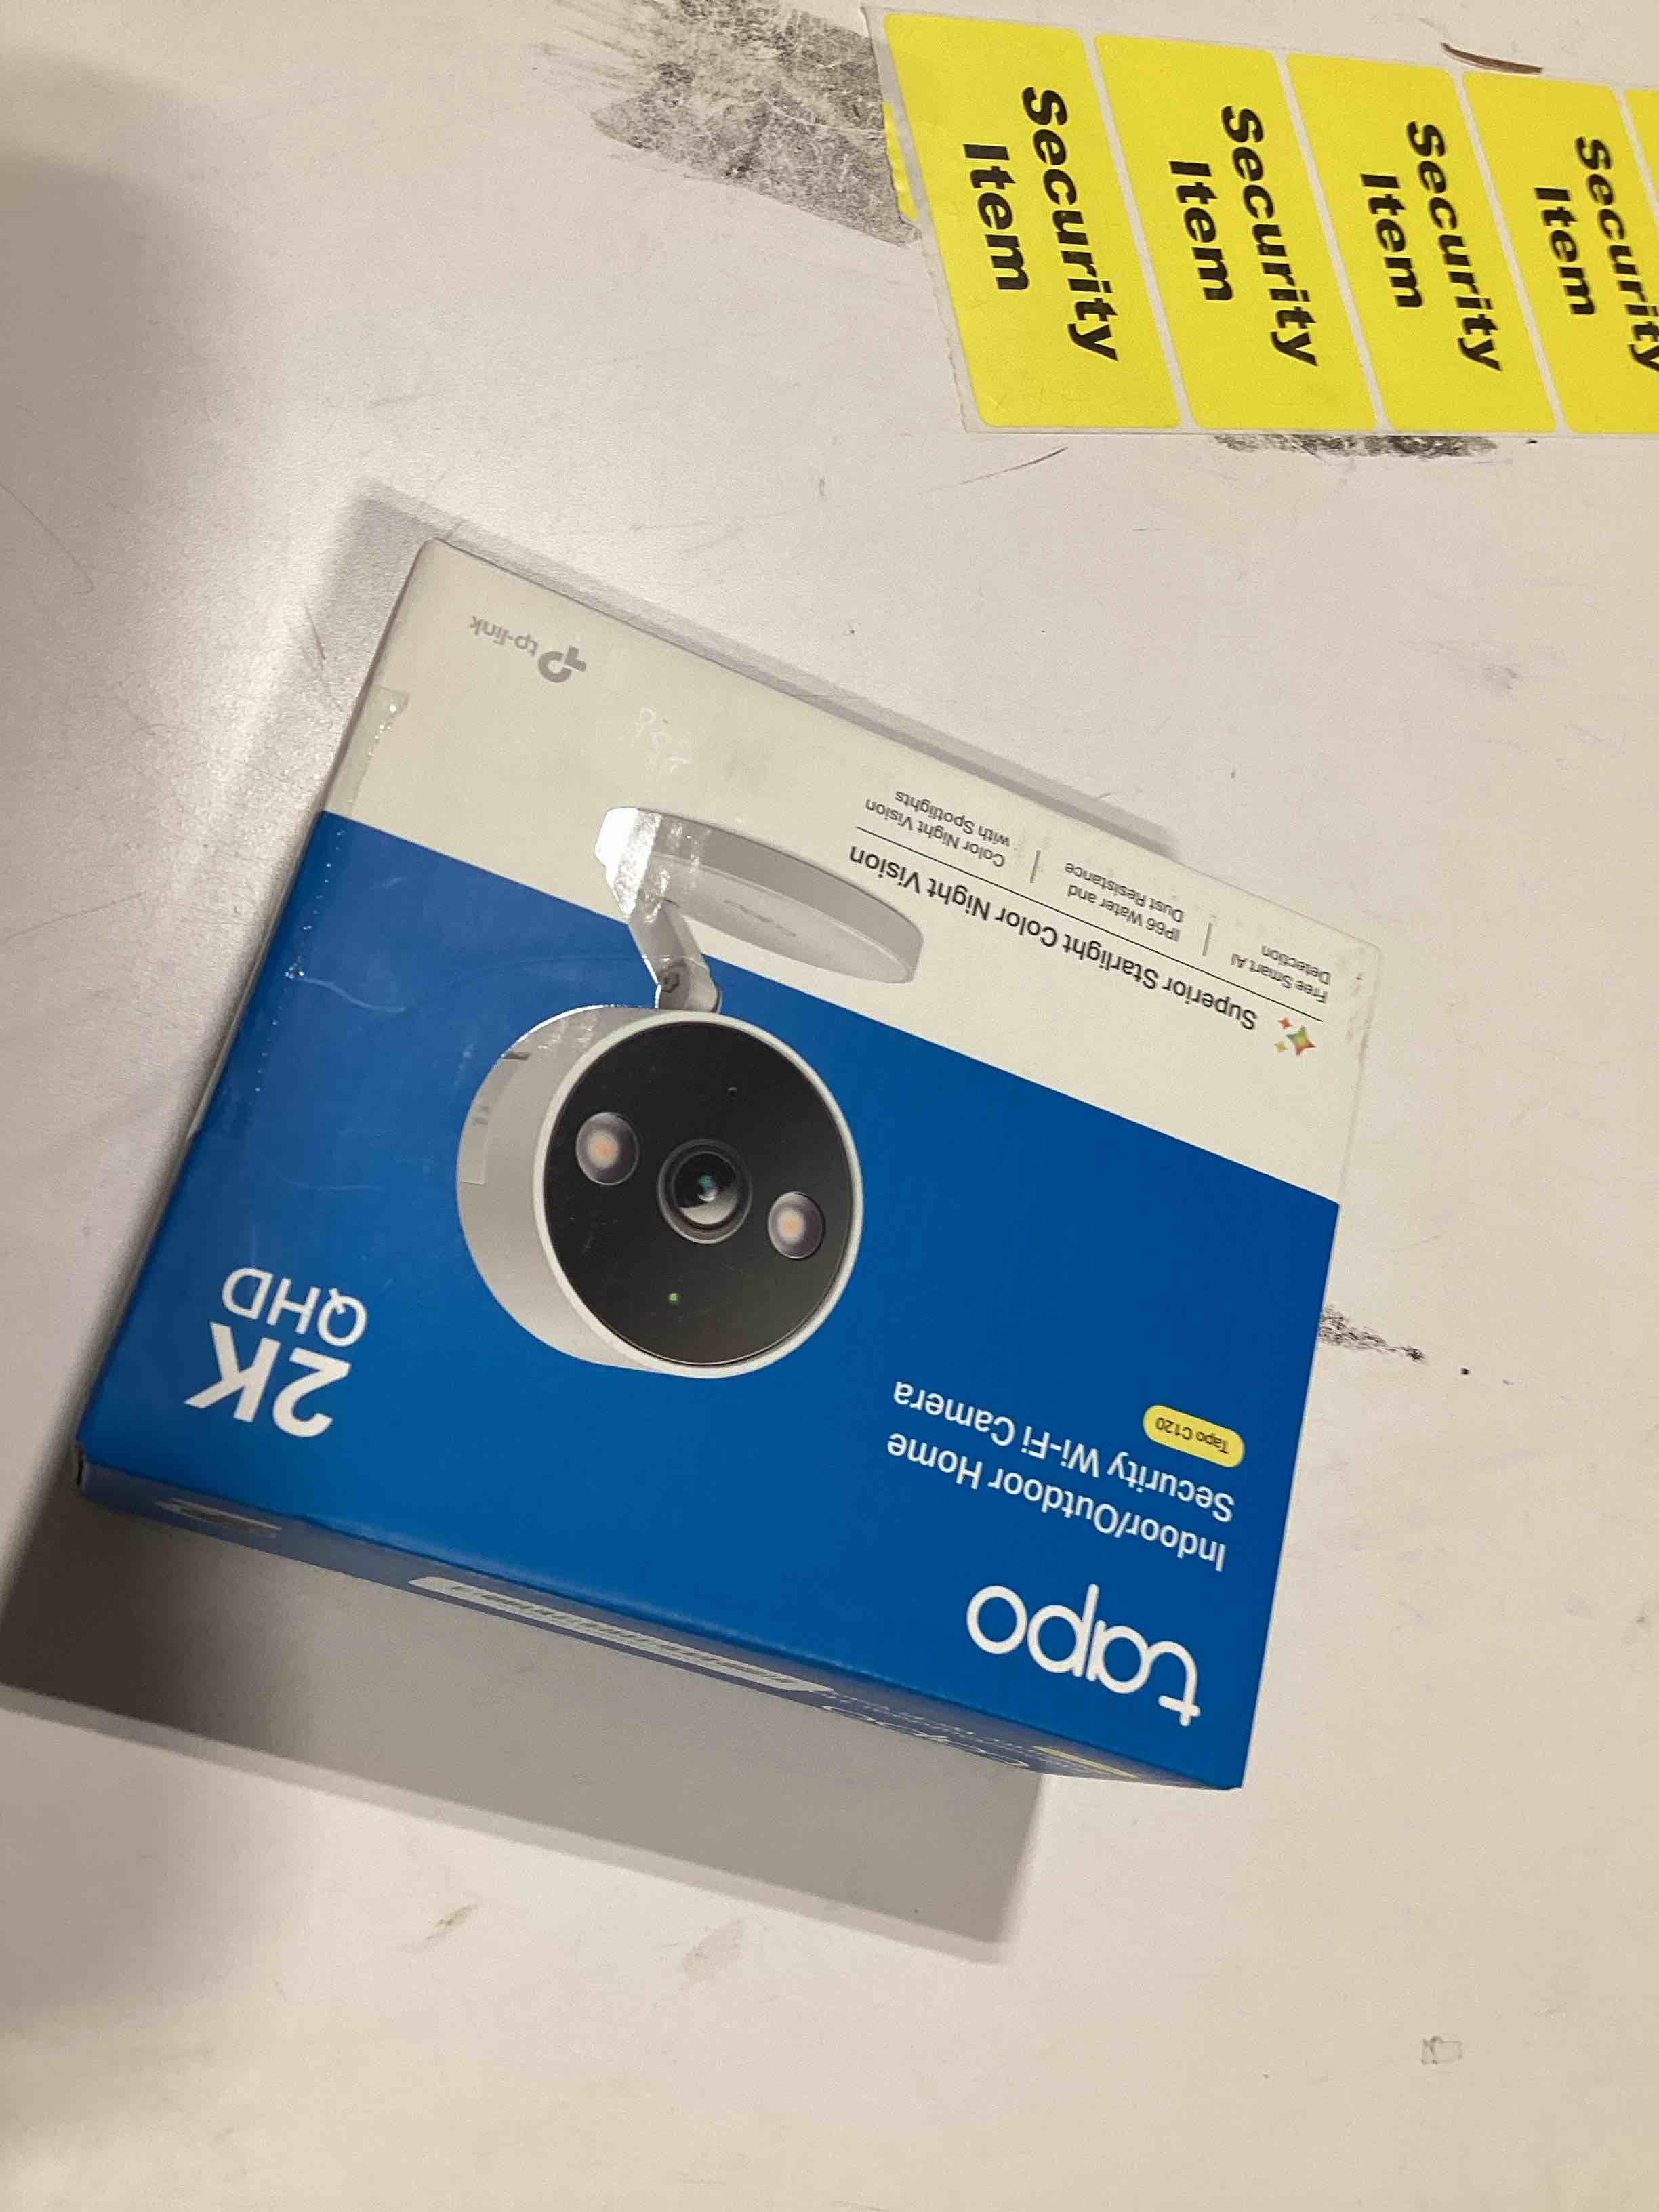 Security
Item
Security
Item
Security
Item
Security
Item
tapo
Indoor/Outdoor Home
Security Wi-Fi Camera
Tapo C120
2K
QHD
Superior Starlight Color Night Vision
Free Smart AI
Detection
IP66 Water and
Dust Resistance
Color Night Vision
with Spotlights
tp-link